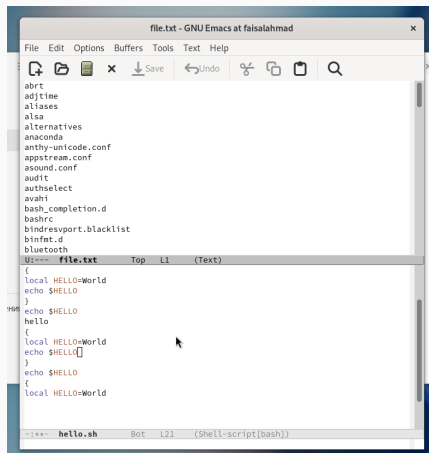 file.txt - GNU Emacs at faisalahmad
File Edit Options Buffers Tools Text Help
Save Undo
abrt
adjtime
aliases
alsa
alternatives
anaconda
anthy-unicode.conf
appstream.conf
asound.conf
audit
authselect
avahi
bash_completion.d
bashrc
bindresvport.blacklist
binfmt.d
bluetooth
U:--- file.txt Top L1 (Text)
{
local HELLO=World
echo $HELLO
}
echo $HELLO
hello
{
local HELLO=World
echo $HELLO
}
echo $HELLO
{
local HELLO=World
-:**- hello.sh Bot L21 (Shell-script[bash])